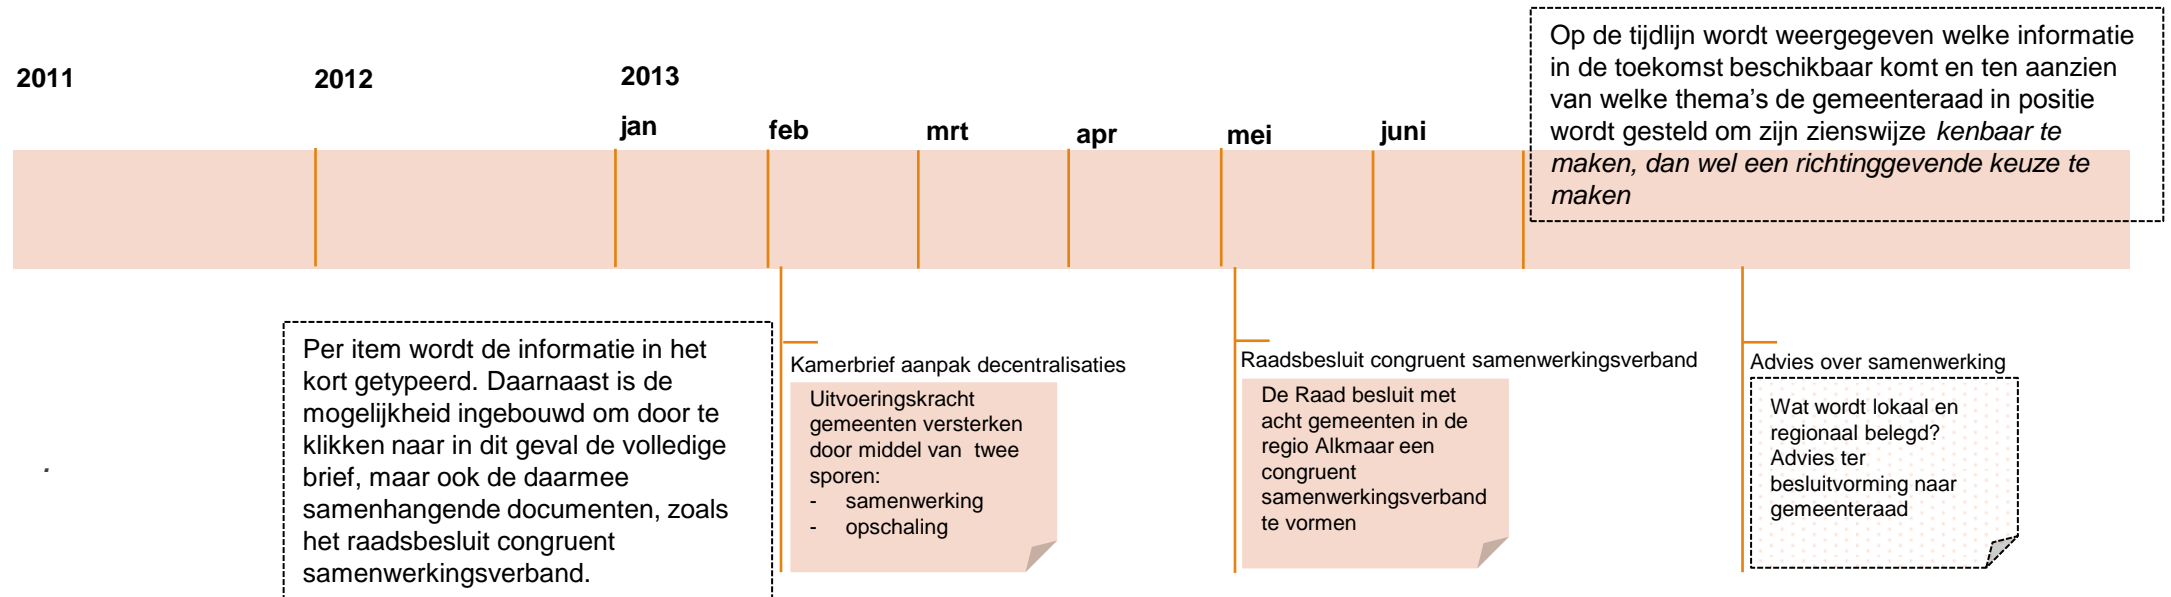 2011
2012
2013
jan
feb
mrt
apr
mei
juni
Op de tijdlijn wordt weergegeven welke informatie
in de toekomst beschikbaar komt en ten aanzien
van welke thema’s de gemeenteraad in positie
wordt gesteld om zijn zienswijze kenbaar te
maken, dan wel een richtinggevende keuze te
maken
Per item wordt de informatie in het
kort getypeerd. Daarnaast is de
mogelijkheid ingebouwd om door te
klikken naar in dit geval de volledige
brief, maar ook de daarmee
samenhangende documenten, zoals
het raadsbesluit congruent
samenwerkingsverband.
.
Kamerbrief aanpak decentralisaties
Uitvoeringskracht
gemeenten versterken
door middel van twee
sporen:
- samenwerking
- opschaling
Raadsbesluit congruent samenwerkingsverband
De Raad besluit met
acht gemeenten in de
regio Alkmaar een
congruent
samenwerkingsverband
te vormen
Advies over samenwerking
Wat wordt lokaal en
regionaal belegd?
Advies ter
besluitvorming naar
gemeenteraad